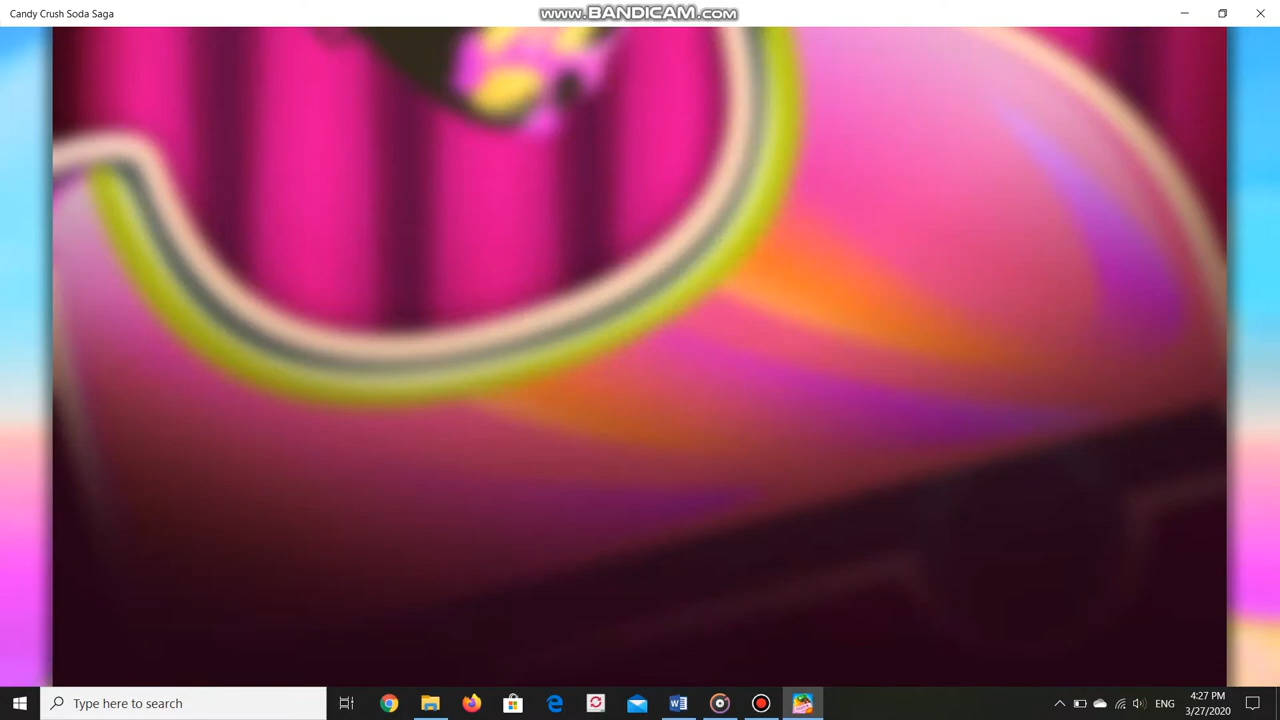 Candy Crush Soda Saga
www.BANDICAM.com
Type here to search
ENG
4:27 PM
3/27/2020